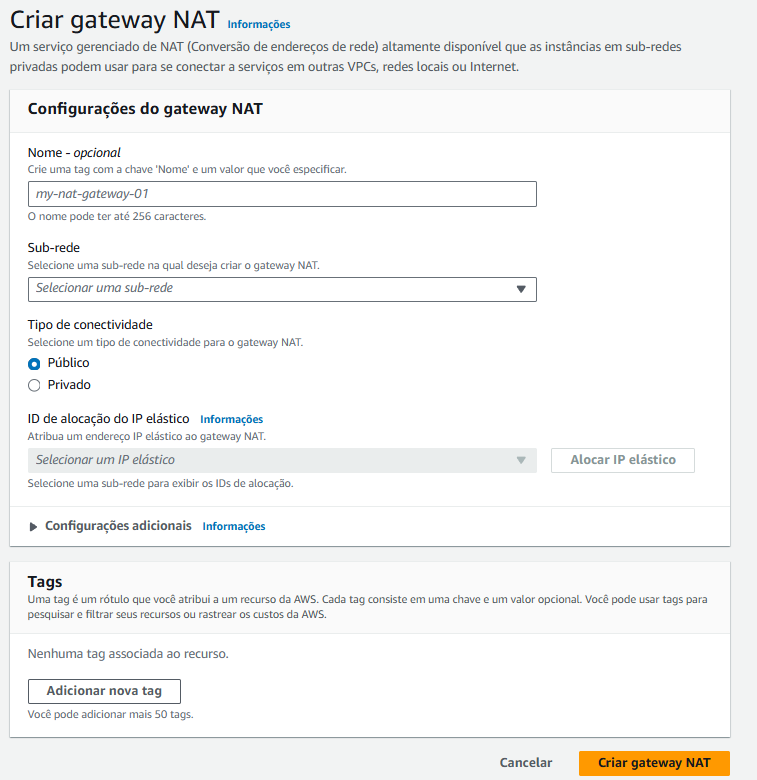 Criar gateway NAT Informações
Um serviço gerenciado de NAT (Conversão de endereços de rede) altamente disponível que as instâncias em sub-redes
privadas podem usar para se conectar a serviços em outras VPCs, redes locais ou Internet.
Configurações do gateway NAT
Nome - opcional
Crie uma tag com a chave 'Nome' e um valor que você especificar.
my-nat-gateway-01
O nome pode ter até 256 caracteres.
Sub-rede
Selecione uma sub-rede na qual deseja criar o gateway NAT.
Selecionar uma sub-rede
Tipo de conectividade
Selecione um tipo de conectividade para o gateway NAT.
Público
Privado
ID de alocação do IP elástico Informações
Atribua um endereço IP elástico ao gateway NAT.
Selecionar um IP elástico Alocar IP elástico
Selecione uma sub-rede para exibir os IDs de alocação.
Configurações adicionais Informações
Tags
Uma tag é um rótulo que você atribui a um recurso da AWS. Cada tag consiste em uma chave e um valor opcional. Você pode usar tags para
pesquisar e filtrar seus recursos ou rastrear os custos da AWS.
Nenhuma tag associada ao recurso.
Adicionar nova tag
Você pode adicionar mais 50 tags.
Cancelar Criar gateway NAT